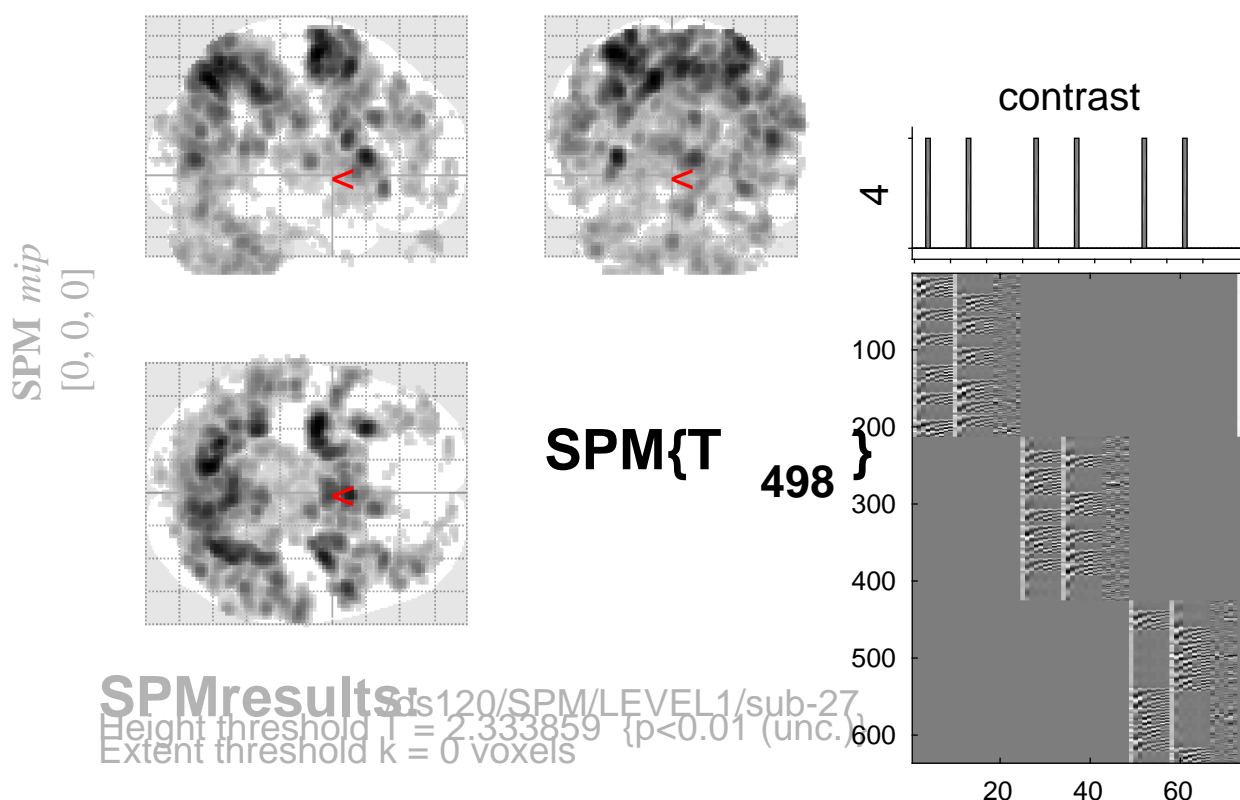 SPM mip
[0, 0, 0]
contrast
4
SPM{T 498 }
100
200
300
400
500
600
20 40 60
SPMresults: /ds120/SPM/LEVEL1/sub-27
Height threshold T = 2.333859 {p<0.01 (unc.)}
Extent threshold k = 0 voxels